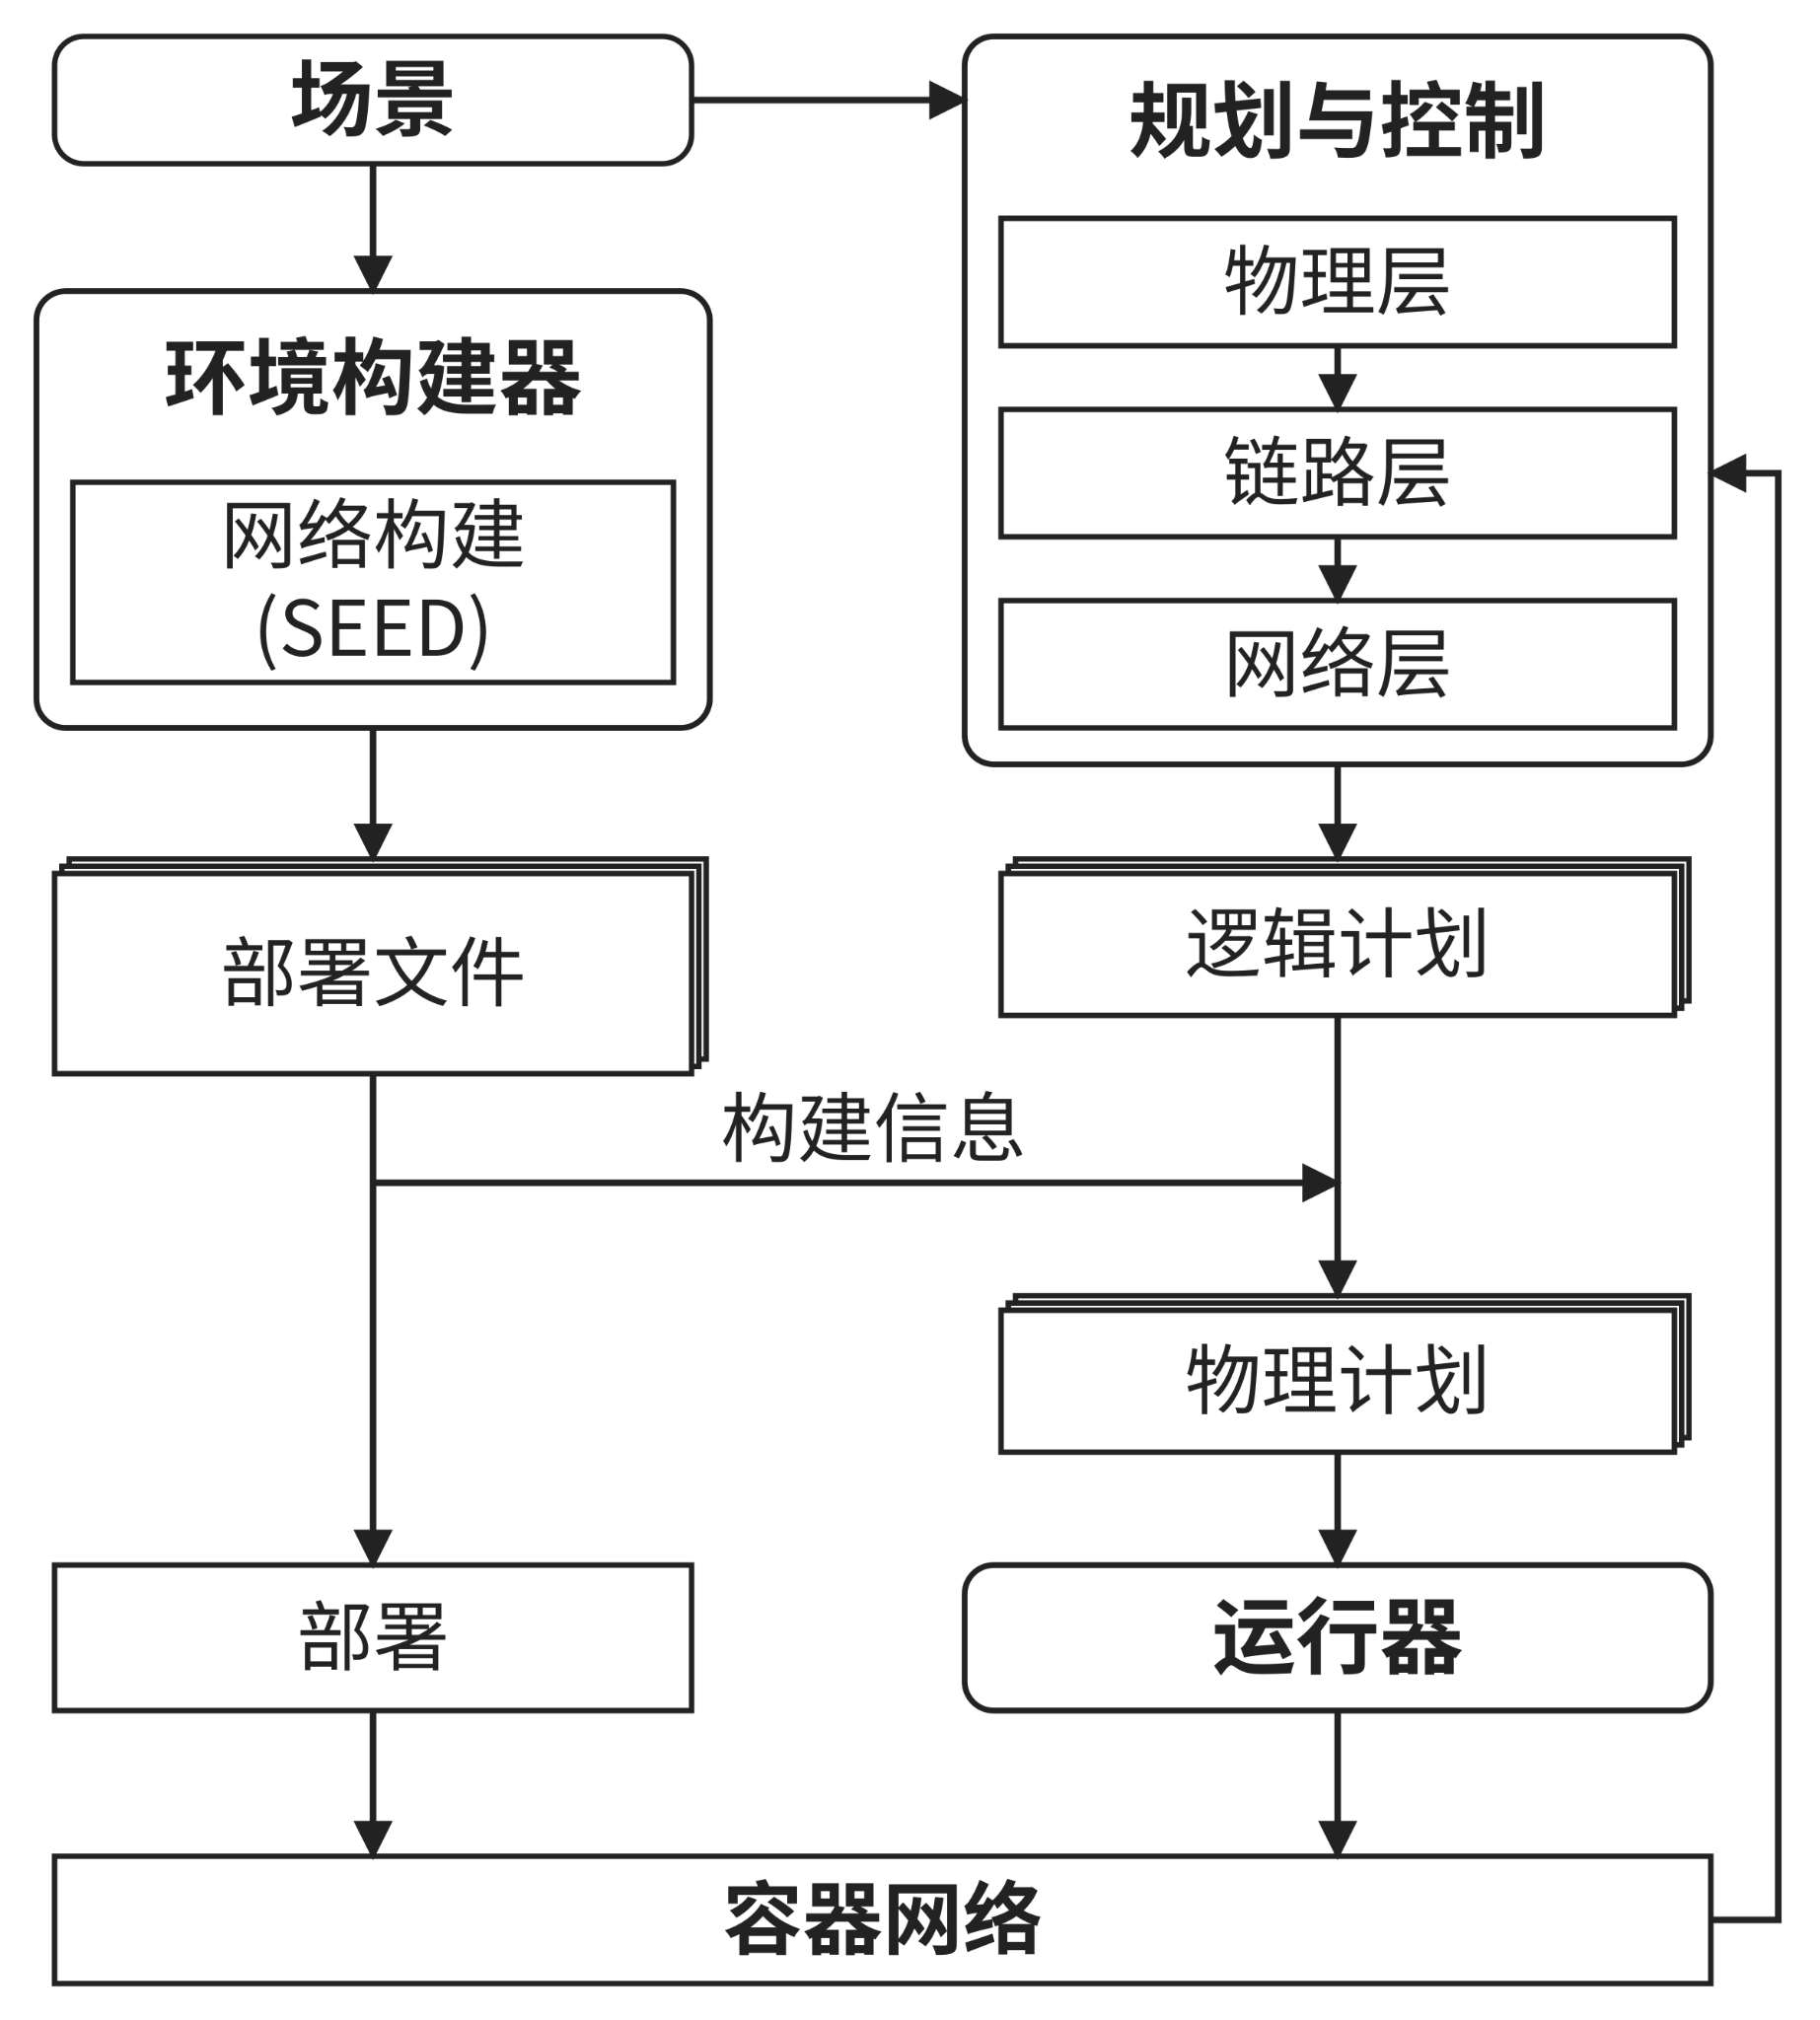 场景
规划与控制
物理层
链路层
网络层
环境构建器
网络构建
(SEED)
部署文件
逻辑计划
构建信息
物理计划
部署
运行器
容器网络